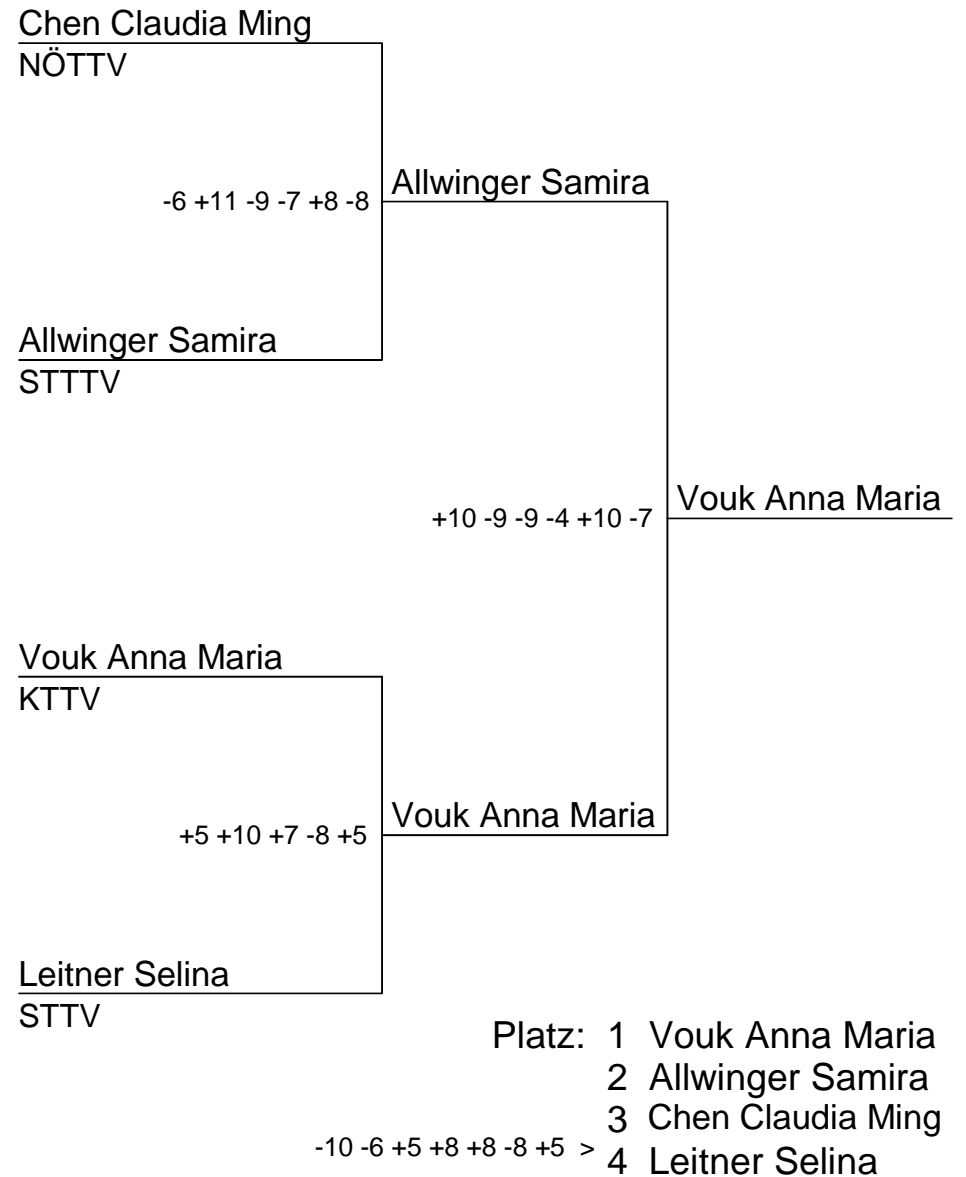 Chen Claudia Ming
NÖTTV
-6 +11 -9 -7 +8 -8
Allwinger Samira
Allwinger Samira
STTTV
+10 -9 -9 -4 +10 -7
Vouk Anna Maria
Vouk Anna Maria
KTTV
+5 +10 +7 -8 +5
Vouk Anna Maria
Leitner Selina
STTV
Platz: 1 Vouk Anna Maria
2 Allwinger Samira
3 Chen Claudia Ming
-10 -6 +5 +8 +8 -8 +5 >
4 Leitner Selina